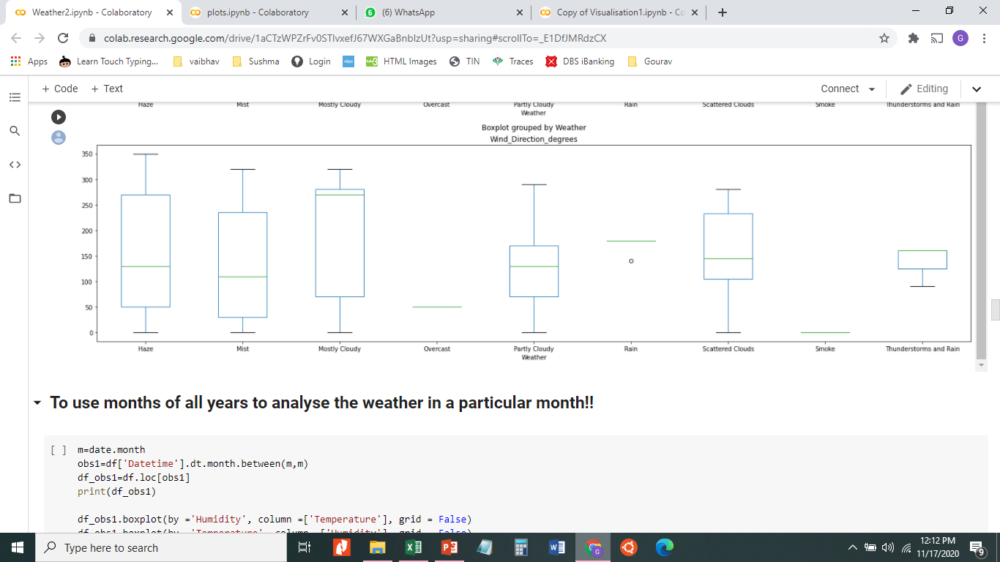 Weather2.ipynb - Colaboratory
plots.ipynb - Colaboratory
(6) WhatsApp
Copy of Visualisation1.ipynb - Co
colab.research.google.com/drive/1aCTzWPZrFv0STIvxefJ67WXGaBnbIzUt?usp=sharing#scrollTo=_E1DfJMRdzCX
G
Apps
Learn Touch Typing...
vaibhav
Sushma
Login
HTML Images
TIN
Traces
DBS iBanking
Gourav
+ Code
+ Text
Connect
Editing
Haze Mist Mostly Cloudy Overcast Partly Cloudy Rain Scattered Clouds Smoke Thunderstorms and Rain
Weather
Boxplot grouped by Weather
Wind_Direction_degrees
350
300
250
200
150
100
50
0
Haze Mist Mostly Cloudy Overcast Partly Cloudy Rain Scattered Clouds Smoke Thunderstorms and Rain
Weather
To use months of all years to analyse the weather in a particular month!!
[ ] m=date.month
obs1=df['Datetime'].dt.month.between(m,m)
df_obs1=df.loc[obs1]
print(df_obs1)
df_obs1.boxplot(by ='Humidity', column =['Temperature'], grid = False)
df_obs1.boxplot(by ='Temperature', column =['Humidity'], grid = False)
Type here to search
12:12 PM
11/17/2020
9